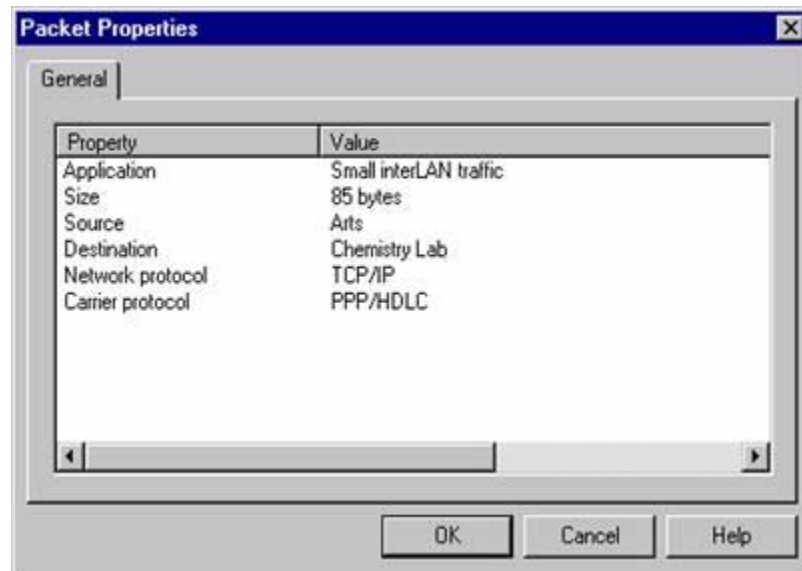 Packet Properties
General
Property Value
Application Small interLAN traffic
Size 85 bytes
Source Arts
Destination Chemistry Lab
Network protocol TCP/IP
Carrier protocol PPP/HDLC
OK Cancel Help